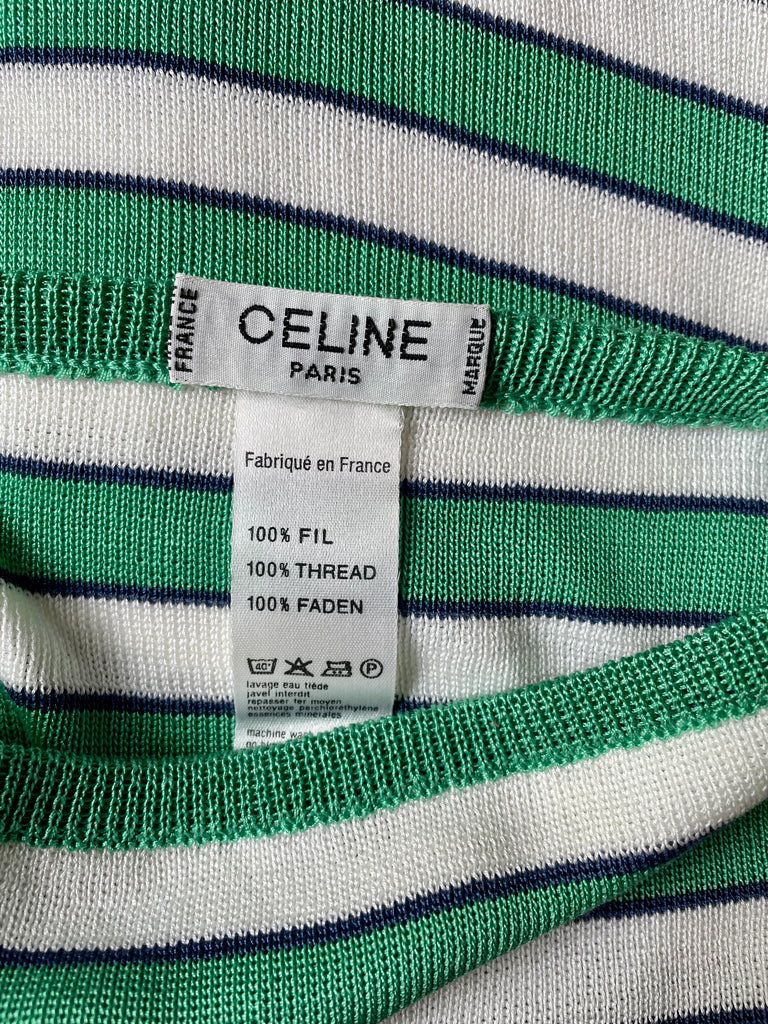 FRANCE
CELINE
PARIS
MARQUE
Fabriqué en France
100% FIL
100% THREAD
100% FADEN
40° P
lavage eau tiède
javel interdit
repasser fer moyen
nettoyage perchloréthylène
essences minérales
machine